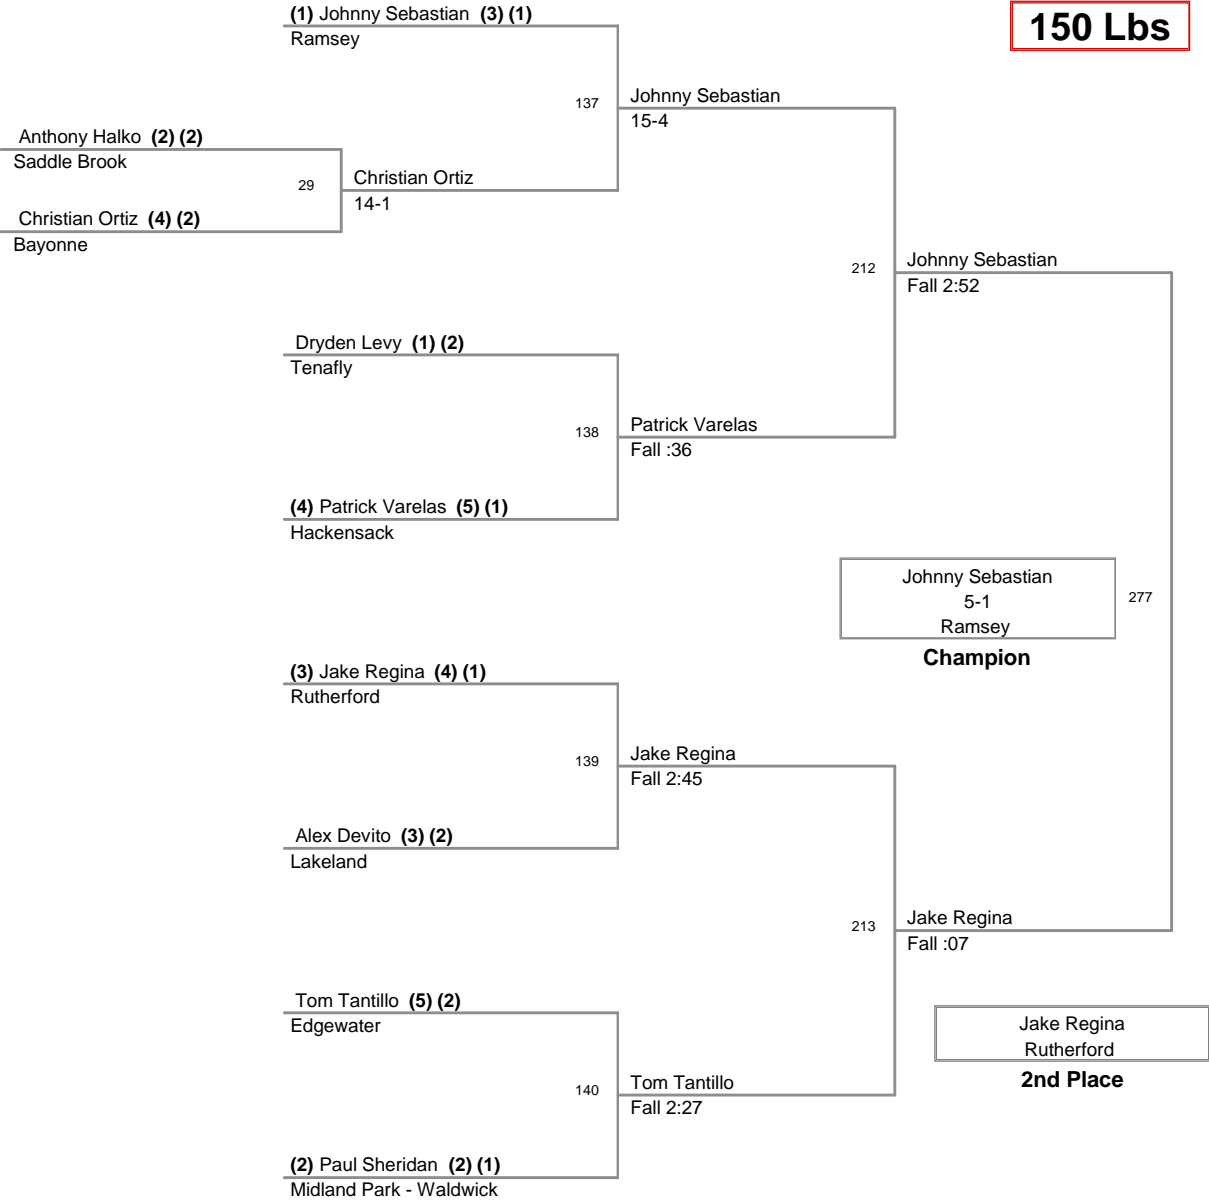 (1) Johnny Sebastian (3) (1)
Ramsey
150 Lbs
137
Johnny Sebastian
15-4
Anthony Halko (2) (2)
Saddle Brook
29
Christian Ortiz
14-1
Christian Ortiz (4) (2)
Bayonne
212
Johnny Sebastian
Fall 2:52
Dryden Levy (1) (2)
Tenafly
138
Patrick Varelas
Fall :36
(4) Patrick Varelas (5) (1)
Hackensack
Johnny Sebastian
5-1
Ramsey
277
Champion
(3) Jake Regina (4) (1)
Rutherford
139
Jake Regina
Fall 2:45
Alex Devito (3) (2)
Lakeland
213
Jake Regina
Fall :07
Tom Tantillo (5) (2)
Edgewater
Jake Regina
Rutherford
2nd Place
140
Tom Tantillo
Fall 2:27
(2) Paul Sheridan (2) (1)
Midland Park - Waldwick